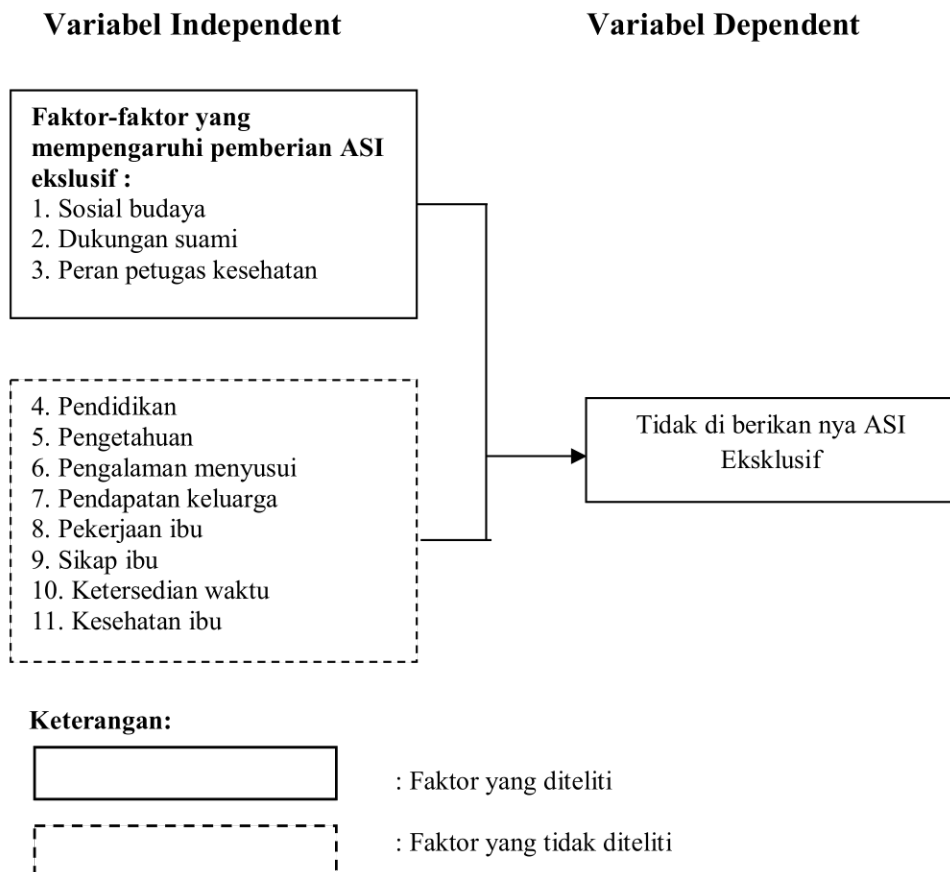 Variabel Independent
Variabel Dependent
Faktor-faktor yang
mempengaruhi pemberian ASI
ekslusif :
1. Sosial budaya
2. Dukungan suami
3. Peran petugas kesehatan
4. Pendidikan
5. Pengetahuan
6. Pengalaman menyusui
7. Pendapatan keluarga
8. Pekerjaan ibu
9. Sikap ibu
10. Ketersedian waktu
11. Kesehatan ibu
Tidak di berikan nya ASI
Eksklusif
Keterangan:
: Faktor yang diteliti
: Faktor yang tidak diteliti